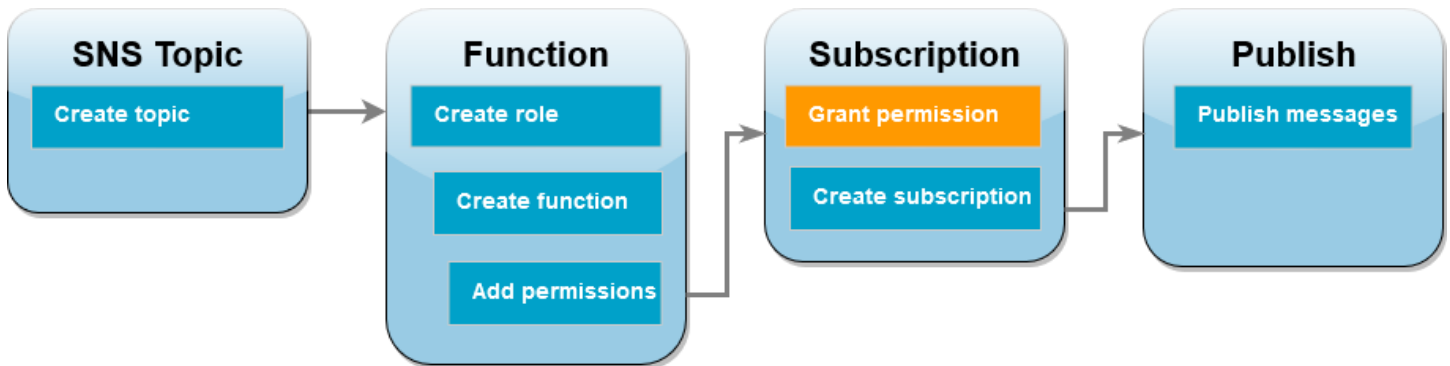 SNS Topic
Create topic
Function
Create role
Create function
Add permissions
Subscription
Grant permission
Create subscription
Publish
Publish messages